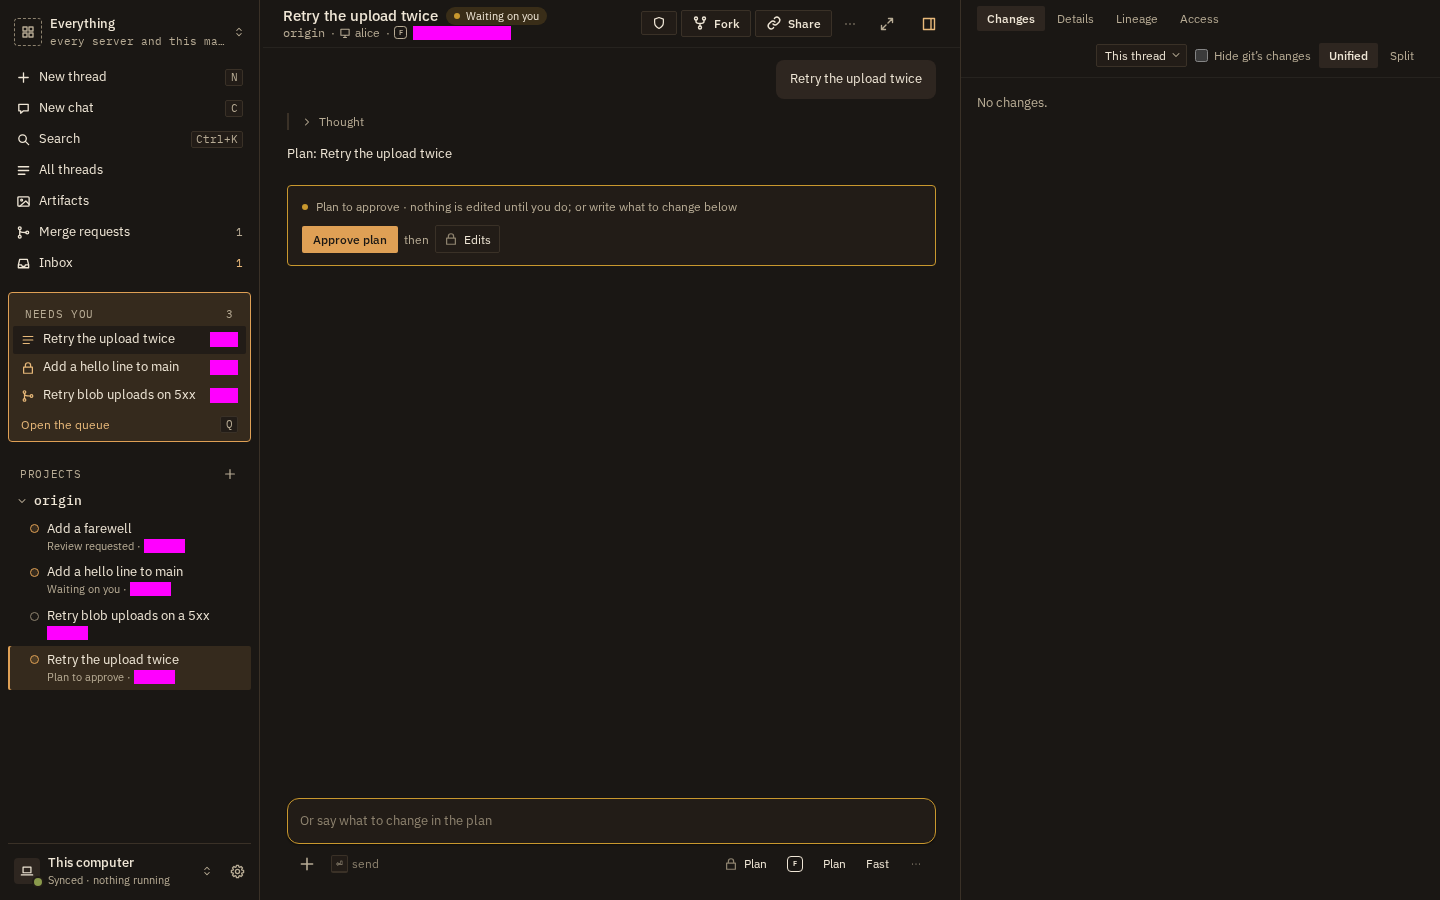 Everything
every server and this ma…
New thread N
New chat C
Search Ctrl+K
All threads
Artifacts
Merge requests 1
Inbox 1
NEEDS YOU 3
Retry the upload twice
Add a hello line to main
Retry blob uploads on 5xx
Open the queue Q
PROJECTS
origin
Add a farewell
Review requested ·
Add a hello line to main
Waiting on you ·
Retry blob uploads on a 5xx
Retry the upload twice
Plan to approve ·
This computer
Synced · nothing running
Retry the upload twice Waiting on you
origin · alice · F
Fork Share ···
Retry the upload twice
Thought
Plan: Retry the upload twice
Plan to approve · nothing is edited until you do; or write what to change below
Approve plan then Edits
Or say what to change in the plan
send Plan F Plan Fast ···
Changes Details Lineage Access
This thread Hide git's changes Unified Split
No changes.